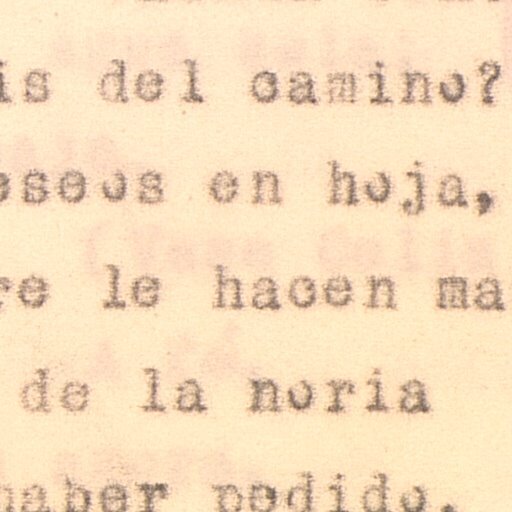 is del camino?
eseos en hoja,
re le hacen ma
de la noria
haber pedido.